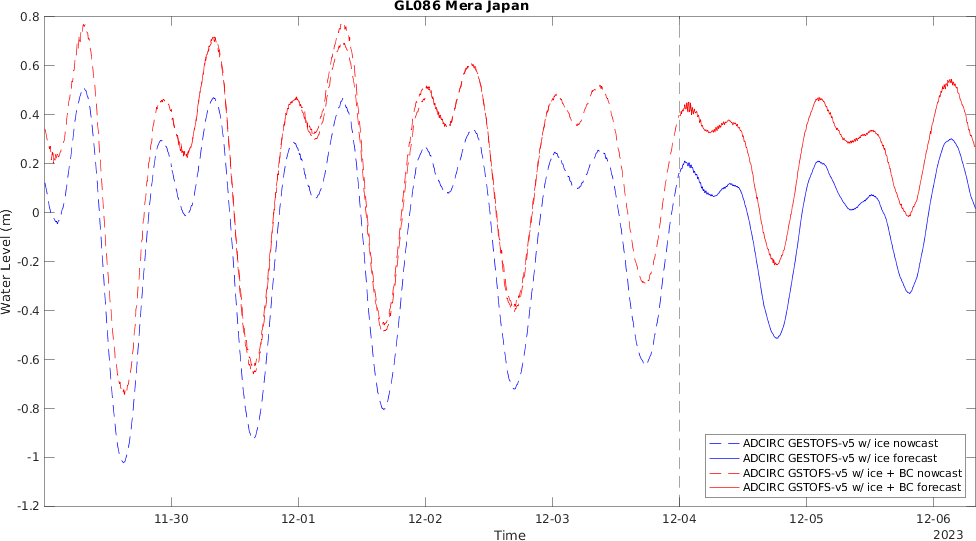 GL086 Mera Japan
Water Level (m)
0.8
0.6
0.4
0.2
0
-0.2
-0.4
-0.6
-0.8
-1
-1.2
ADCIRC GESTOFS-v5 w/ ice nowcast
ADCIRC GESTOFS-v5 w/ ice forecast
ADCIRC GSTOFS-v5 w/ ice + BC nowcast
ADCIRC GSTOFS-v5 w/ ice + BC forecast
11-30 12-01 12-02 12-03 12-04 12-05 12-06
Time
2023